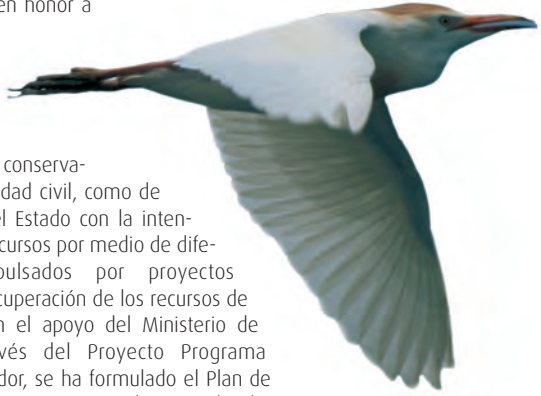 en honor a
conserva-
dad civil, como de
el Estado con la inten-
cursos por medio de dife-
pulsados por proyectos
cuperación de los recursos de
n el apoyo del Ministerio de
vés del Proyecto Programa
dor, se ha formulado el Plan de